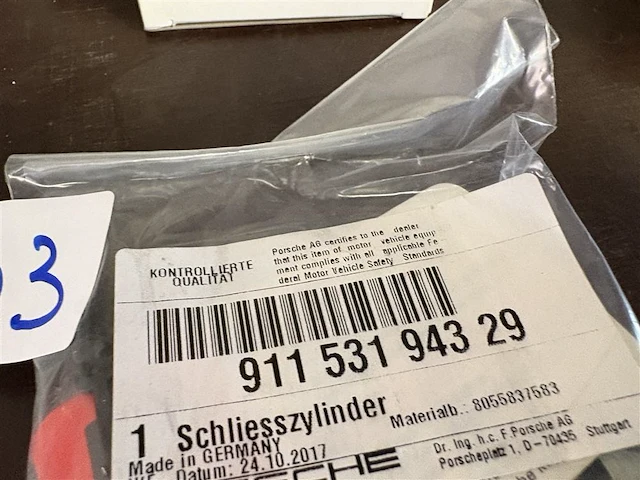 3
KONTROLLIERTE
QUALITÄT
Porsche AG certifies to the dealer
that this item of motor vehicle equip
ment complies with all applicable Fe
deral Motor Vehicle Safety Standards
911 531 943 29
1 Schliesszylinder
Materialb.: 8055837583
Made in GERMANY
Datum: 24.10.2017
Dr. Ing. h.c. F.Porsche AG
Porscheplatz 1, D-70435 Stuttgart